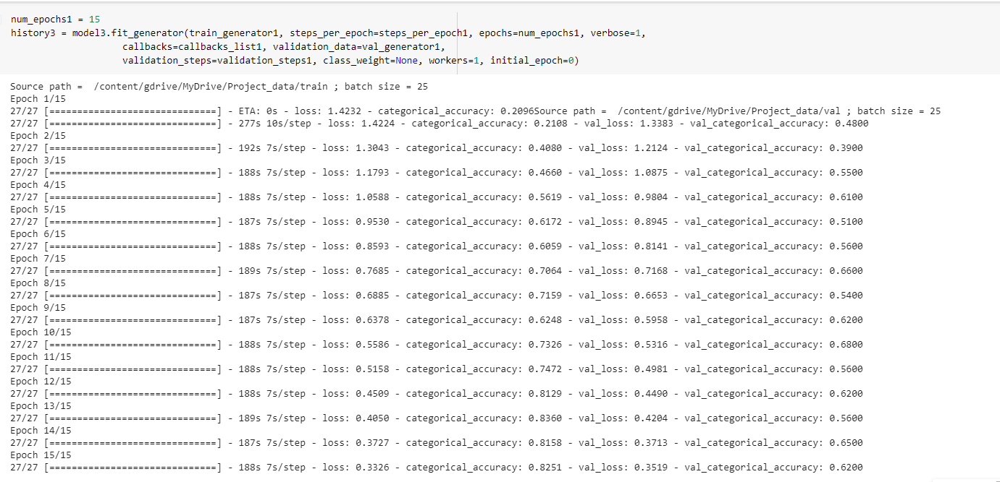 num_epochs1 = 15
history3 = model3.fit_generator(train_generator1, steps_per_epoch=steps_per_epoch1, epochs=num_epochs1, verbose=1,
callbacks=callbacks_list1, validation_data=val_generator1,
validation_steps=validation_steps1, class_weight=None, workers=1, initial_epoch=0)
Source path =  /content/gdrive/MyDrive/Project_data/train ; batch size = 25
Epoch 1/15
27/27 [==============================] - ETA: 0s - loss: 1.4232 - categorical_accuracy: 0.2096Source path =  /content/gdrive/MyDrive/Project_data/val ; batch size = 25
27/27 [==============================] - 277s 10s/step - loss: 1.4224 - categorical_accuracy: 0.2108 - val_loss: 1.3383 - val_categorical_accuracy: 0.4800
Epoch 2/15
27/27 [==============================] - 192s 7s/step - loss: 1.3043 - categorical_accuracy: 0.4080 - val_loss: 1.2124 - val_categorical_accuracy: 0.3900
Epoch 3/15
27/27 [==============================] - 188s 7s/step - loss: 1.1793 - categorical_accuracy: 0.4660 - val_loss: 1.0875 - val_categorical_accuracy: 0.5500
Epoch 4/15
27/27 [==============================] - 188s 7s/step - loss: 1.0588 - categorical_accuracy: 0.5619 - val_loss: 0.9804 - val_categorical_accuracy: 0.6100
Epoch 5/15
27/27 [==============================] - 187s 7s/step - loss: 0.9530 - categorical_accuracy: 0.6172 - val_loss: 0.8945 - val_categorical_accuracy: 0.5100
Epoch 6/15
27/27 [==============================] - 188s 7s/step - loss: 0.8593 - categorical_accuracy: 0.6059 - val_loss: 0.8141 - val_categorical_accuracy: 0.5600
Epoch 7/15
27/27 [==============================] - 189s 7s/step - loss: 0.7685 - categorical_accuracy: 0.7064 - val_loss: 0.7168 - val_categorical_accuracy: 0.6600
Epoch 8/15
27/27 [==============================] - 187s 7s/step - loss: 0.6885 - categorical_accuracy: 0.7159 - val_loss: 0.6653 - val_categorical_accuracy: 0.5400
Epoch 9/15
27/27 [==============================] - 187s 7s/step - loss: 0.6378 - categorical_accuracy: 0.6248 - val_loss: 0.5958 - val_categorical_accuracy: 0.6200
Epoch 10/15
27/27 [==============================] - 188s 7s/step - loss: 0.5586 - categorical_accuracy: 0.7326 - val_loss: 0.5316 - val_categorical_accuracy: 0.6800
Epoch 11/15
27/27 [==============================] - 188s 7s/step - loss: 0.5158 - categorical_accuracy: 0.7472 - val_loss: 0.4981 - val_categorical_accuracy: 0.5600
Epoch 12/15
27/27 [==============================] - 188s 7s/step - loss: 0.4509 - categorical_accuracy: 0.8129 - val_loss: 0.4490 - val_categorical_accuracy: 0.6200
Epoch 13/15
27/27 [==============================] - 189s 7s/step - loss: 0.4050 - categorical_accuracy: 0.8360 - val_loss: 0.4204 - val_categorical_accuracy: 0.5600
Epoch 14/15
27/27 [==============================] - 187s 7s/step - loss: 0.3727 - categorical_accuracy: 0.8158 - val_loss: 0.3713 - val_categorical_accuracy: 0.6500
Epoch 15/15
27/27 [==============================] - 188s 7s/step - loss: 0.3326 - categorical_accuracy: 0.8251 - val_loss: 0.3519 - val_categorical_accuracy: 0.6200